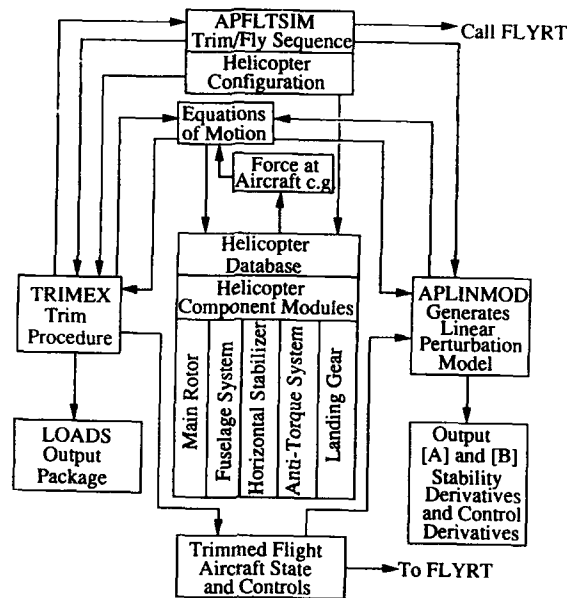 APFLTSIM
Trim/Fly Sequence
Helicopter
Configuration
Call FLYRT
Equations
of Motion
Force at
Aircraft c.g.
Helicopter
Database
Helicopter
Component Modules
Main Rotor
Fuselage System
Horizontal Stabilizer
Anti-Torque System
Landing Gear
TRIMEX
Trim
Procedure
APLINMOD
Generates
Linear
Perturbation
Model
LOADS
Output
Package
Output
[A] and [B]
Stability
Derivatives
and Control
Derivatives
Trimmed Flight
Aircraft State
and Controls
To FLYRT